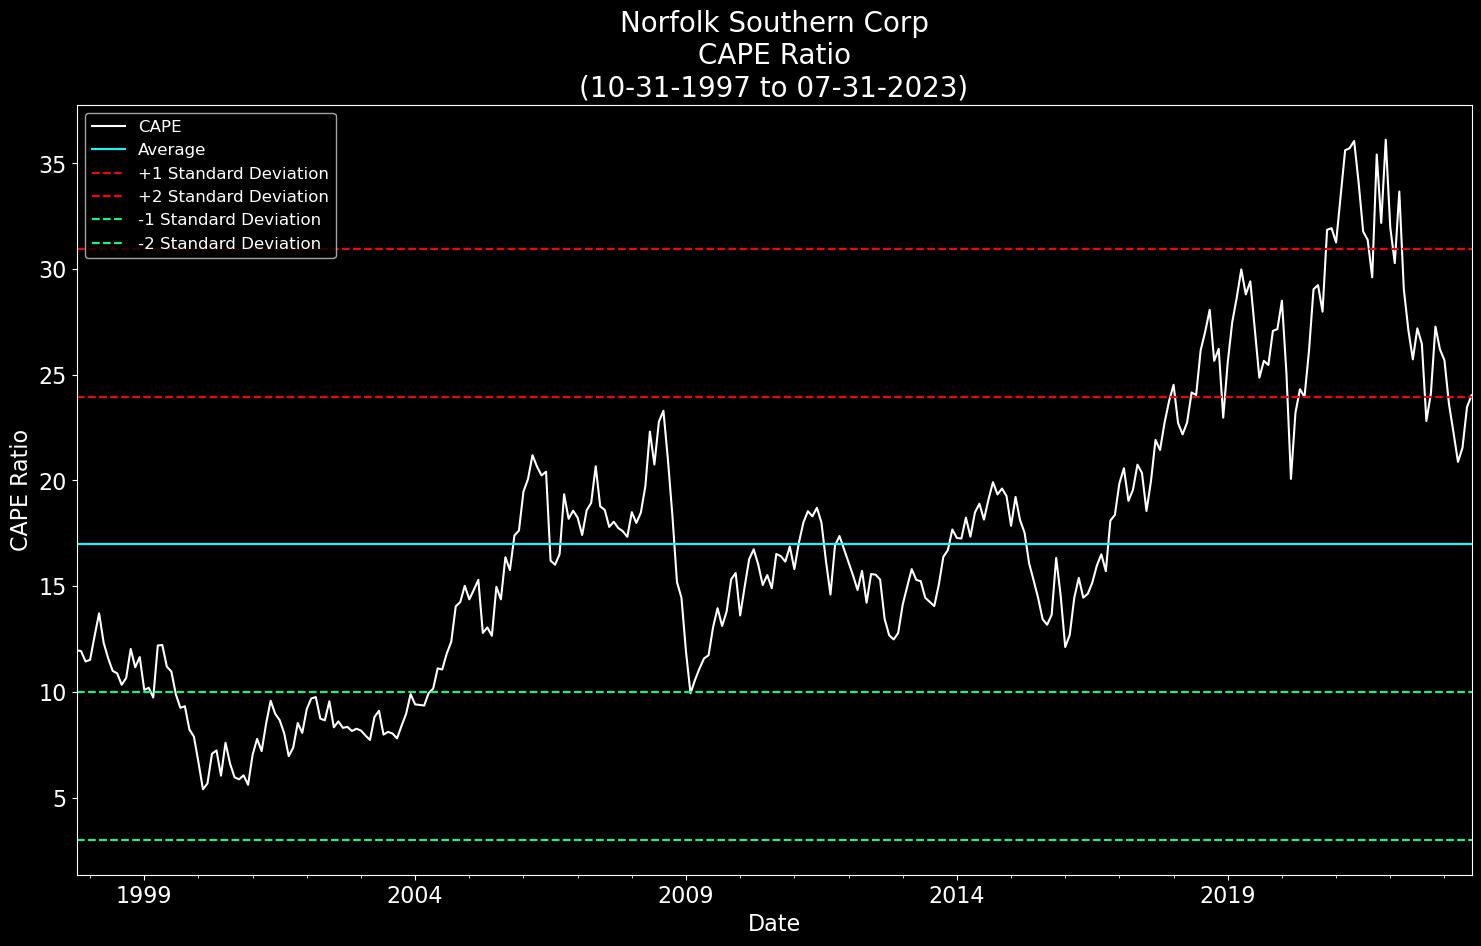 Norfolk Southern Corp
CAPE Ratio
(10-31-1997 to 07-31-2023)
CAPE
Average
+1 Standard Deviation
+2 Standard Deviation
-1 Standard Deviation
-2 Standard Deviation
35
30
25
20
15
10
5
CAPE Ratio
1999
2004
2009
2014
2019
Date